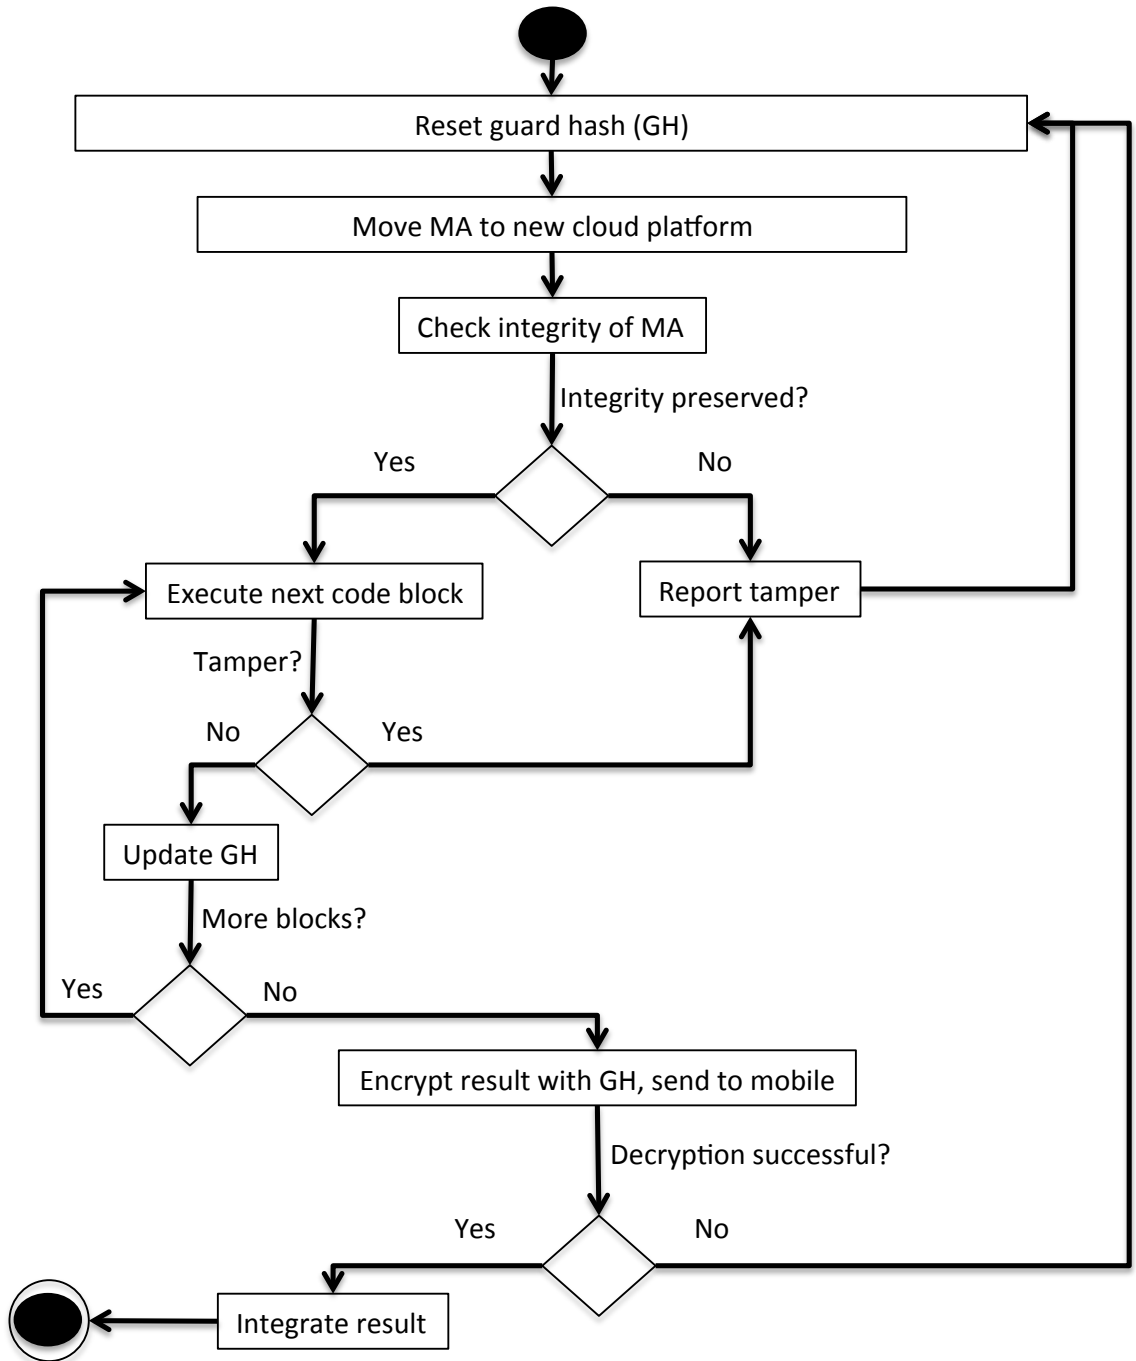 Reset guard hash (GH)
Move MA to new cloud platform
Check integrity of MA
Integrity preserved?
Yes
No
Execute next code block
Report tamper
Tamper?
No
Yes
Update GH
More blocks?
Yes
No
Encrypt result with GH, send to mobile
Decryption successful?
Yes
No
Integrate result